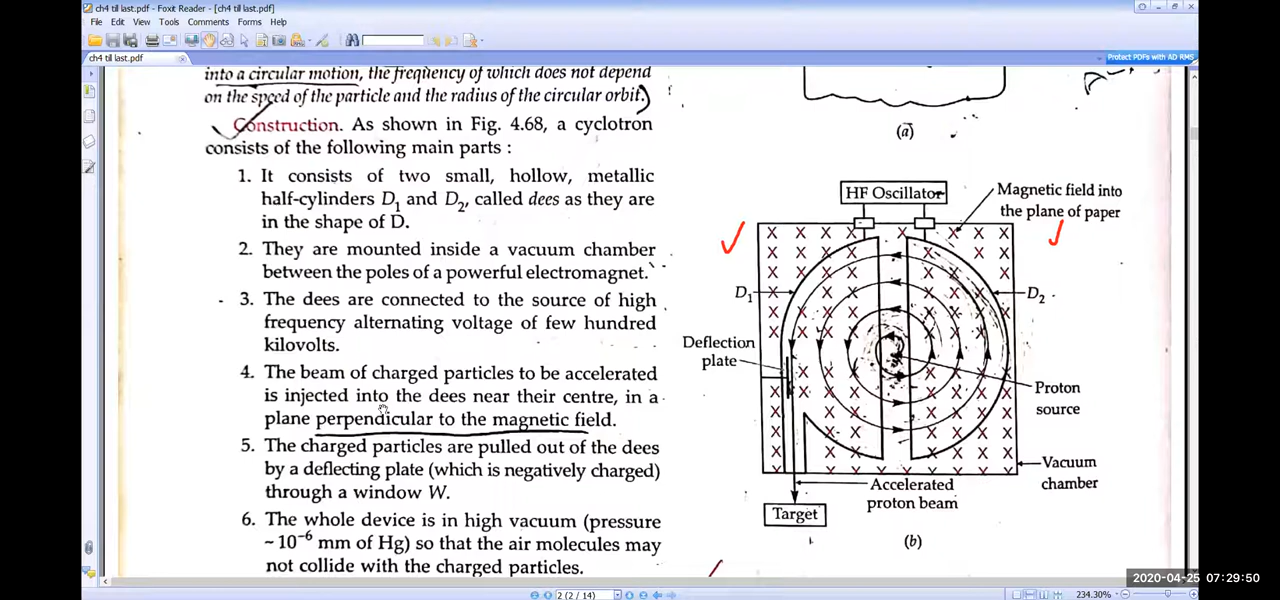 ch4 till last.pdf - Foxit Reader - [ch4 till last.pdf]
File Edit View Tools Comments Forms Help
ch4 till last.pdf
Protect PDFs with AD RMS
into a circular motion, the frequency of which does not depend
on the speed of the particle and the radius of the circular orbit.
Construction. As shown in Fig. 4.68, a cyclotron
consists of the following main parts :
1. It consists of two small, hollow, metallic
half-cylinders D1 and D2, called dees as they are
in the shape of D.
2. They are mounted inside a vacuum chamber
between the poles of a powerful electromagnet.
3. The dees are connected to the source of high
frequency alternating voltage of few hundred
kilovolts.
4. The beam of charged particles to be accelerated
is injected into the dees near their centre, in a
plane perpendicular to the magnetic field.
5. The charged particles are pulled out of the dees
by a deflecting plate (which is negatively charged)
through a window W.
6. The whole device is in high vacuum (pressure
~ 10⁻⁶ mm of Hg) so that the air molecules may
not collide with the charged particles.
(a)
HF Oscillator
Magnetic field into
the plane of paper
D1
D2
Deflection
plate
Proton
source
Vacuum
chamber
Accelerated
proton beam
Target
(b)
2 (2 / 14)
234.30%
2020-04-25 07:29:50